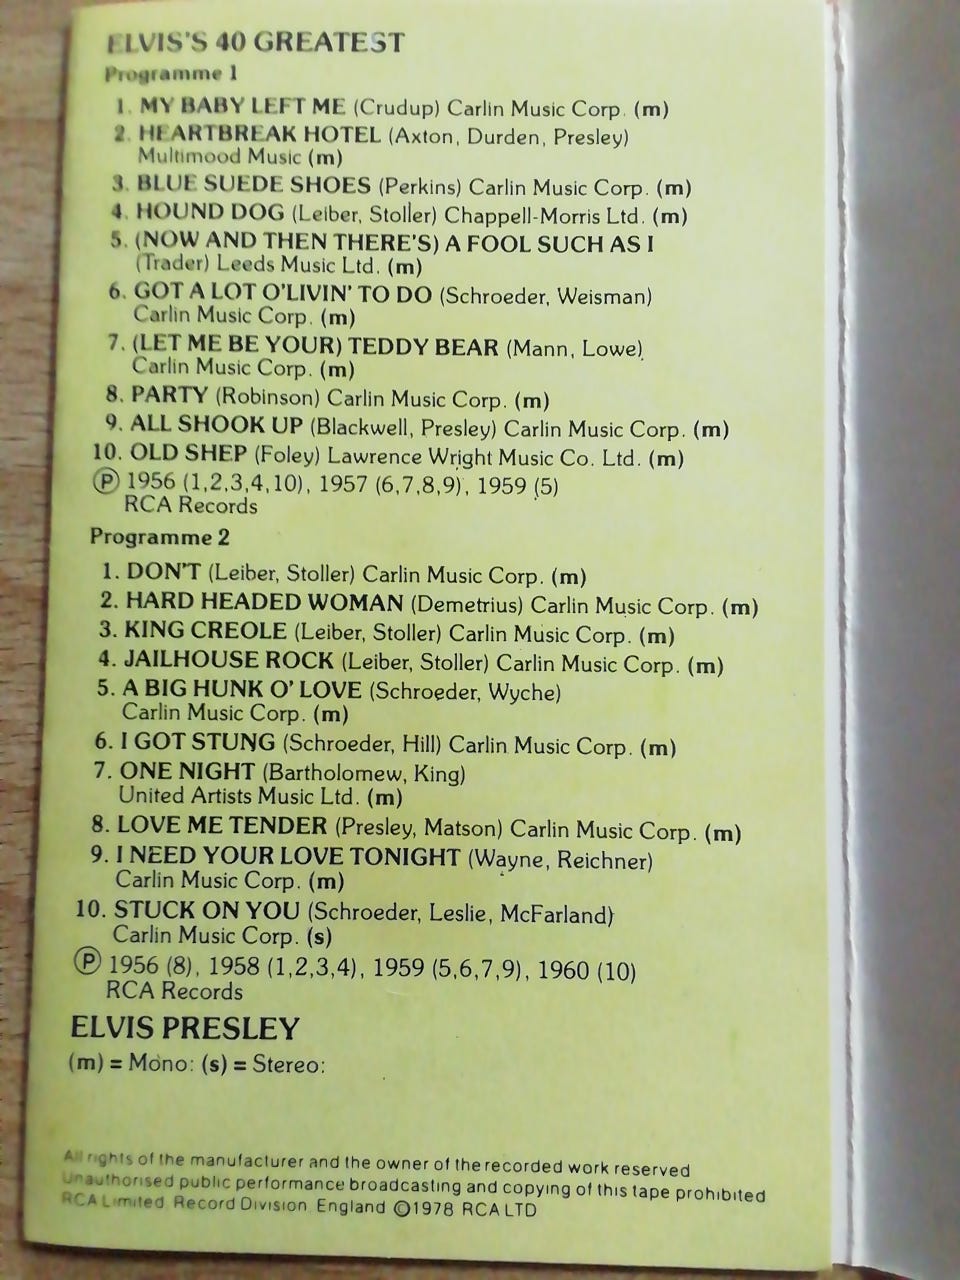 ELVIS'S 40 GREATEST
Programme 1
1. MY BABY LEFT ME (Crudup) Carlin Music Corp. (m)
2. HEARTBREAK HOTEL (Axton, Durden, Presley)
Multimood Music (m)
3. BLUE SUEDE SHOES (Perkins) Carlin Music Corp. (m)
4. HOUND DOG (Leiber, Stoller) Chappell-Morris Ltd. (m)
5. (NOW AND THEN THERE'S) A FOOL SUCH AS I
(Trader) Leeds Music Ltd. (m)
6. GOT A LOT O'LIVIN' TO DO (Schroeder, Weisman)
Carlin Music Corp. (m)
7. (LET ME BE YOUR) TEDDY BEAR (Mann, Lowe)
Carlin Music Corp. (m)
8. PARTY (Robinson) Carlin Music Corp. (m)
9. ALL SHOOK UP (Blackwell, Presley) Carlin Music Corp. (m)
10. OLD SHEP (Foley) Lawrence Wright Music Co. Ltd. (m)
Ⓟ 1956 (1,2,3,4,10), 1957 (6,7,8,9), 1959 (5)
RCA Records
Programme 2
1. DON'T (Leiber, Stoller) Carlin Music Corp. (m)
2. HARD HEADED WOMAN (Demetrius) Carlin Music Corp. (m)
3. KING CREOLE (Leiber, Stoller) Carlin Music Corp. (m)
4. JAILHOUSE ROCK (Leiber, Stoller) Carlin Music Corp. (m)
5. A BIG HUNK O' LOVE (Schroeder, Wyche)
Carlin Music Corp. (m)
6. I GOT STUNG (Schroeder, Hill) Carlin Music Corp. (m)
7. ONE NIGHT (Bartholomew, King)
United Artists Music Ltd. (m)
8. LOVE ME TENDER (Presley, Matson) Carlin Music Corp. (m)
9. I NEED YOUR LOVE TONIGHT (Wayne, Reichner)
Carlin Music Corp. (m)
10. STUCK ON YOU (Schroeder, Leslie, McFarland)
Carlin Music Corp. (s)
Ⓟ 1956 (8), 1958 (1,2,3,4), 1959 (5,6,7,9), 1960 (10)
RCA Records
ELVIS PRESLEY
(m) = Mono: (s) = Stereo:
All rights of the manufacturer and the owner of the recorded work reserved
Unauthorised public performance broadcasting and copying of this tape prohibited
RCA Limited Record Division England ©1978 RCA LTD